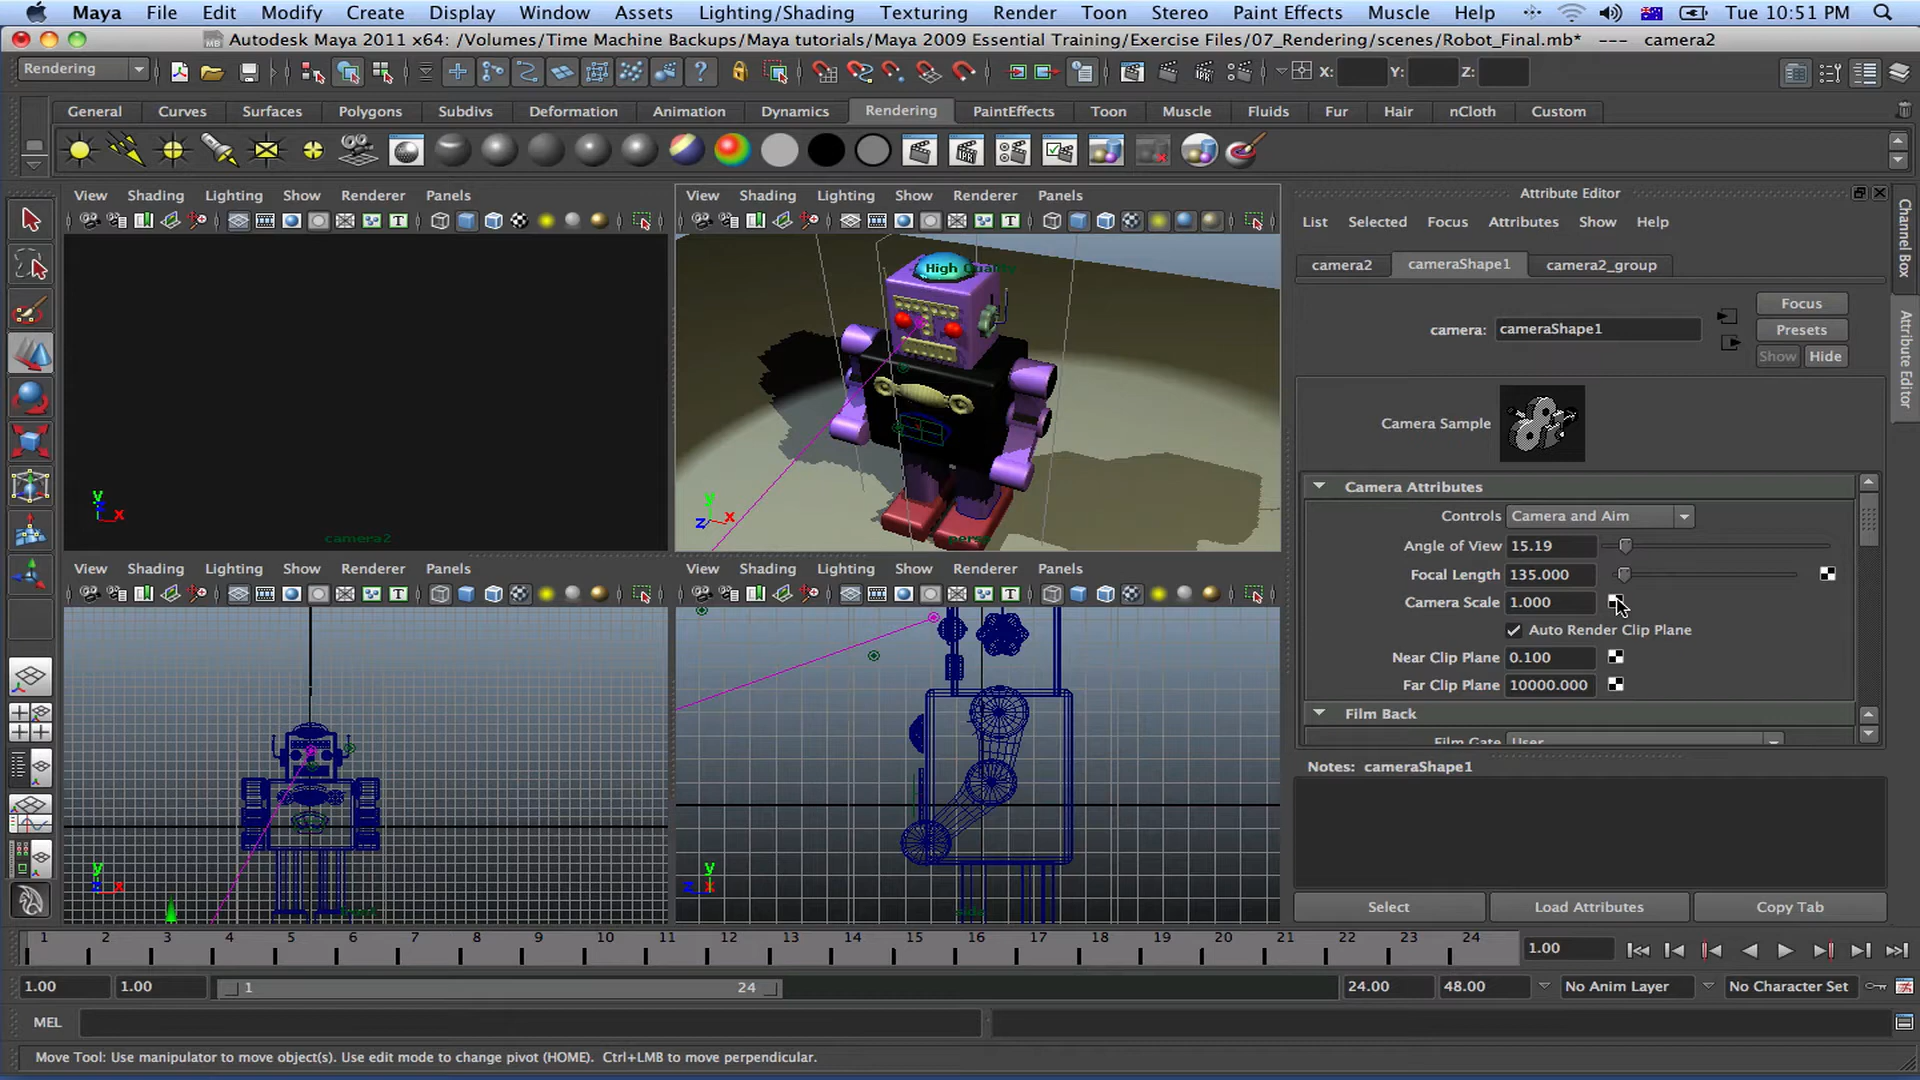 Maya File Edit Modify Create Display Window Assets Lighting/Shading Texturing Render Toon Stereo Paint Effects Muscle Help Tue 10:51 PM
Autodesk Maya 2011 x64: /Volumes/Time Machine Backups/Maya tutorials/Maya 2009 Essential Training/Exercise Files/07_Rendering/scenes/Robot_Final.mb* --- camera2
Rendering X: Y: Z:
General Curves Surfaces Polygons Subdivs Deformation Animation Dynamics Rendering PaintEffects Toon Muscle Fluids Fur Hair nCloth Custom
View Shading Lighting Show Renderer Panels
camera2
View Shading Lighting Show Renderer Panels
High Quality
persp
View Shading Lighting Show Renderer Panels
front
View Shading Lighting Show Renderer Panels
side
Attribute Editor
List Selected Focus Attributes Show Help
camera2 cameraShape1 camera2_group
Focus
camera: cameraShape1 Presets
Show Hide
Camera Sample
Camera Attributes
Controls Camera and Aim
Angle of View 15.19
Focal Length 135.000
Camera Scale 1.000
Auto Render Clip Plane
Near Clip Plane 0.100
Far Clip Plane 10000.000
Film Back
Film Gate User
Notes: cameraShape1
Select Load Attributes Copy Tab
Channel Box
Attribute Editor
1 2 3 4 5 6 7 8 9 10 11 12 13 14 15 16 17 18 19 20 21 22 23 24 1.00
1.00 1.00 1 24 24.00 48.00 No Anim Layer No Character Set
MEL
Move Tool: Use manipulator to move object(s). Use edit mode to change pivot (HOME). Ctrl+LMB to move perpendicular.